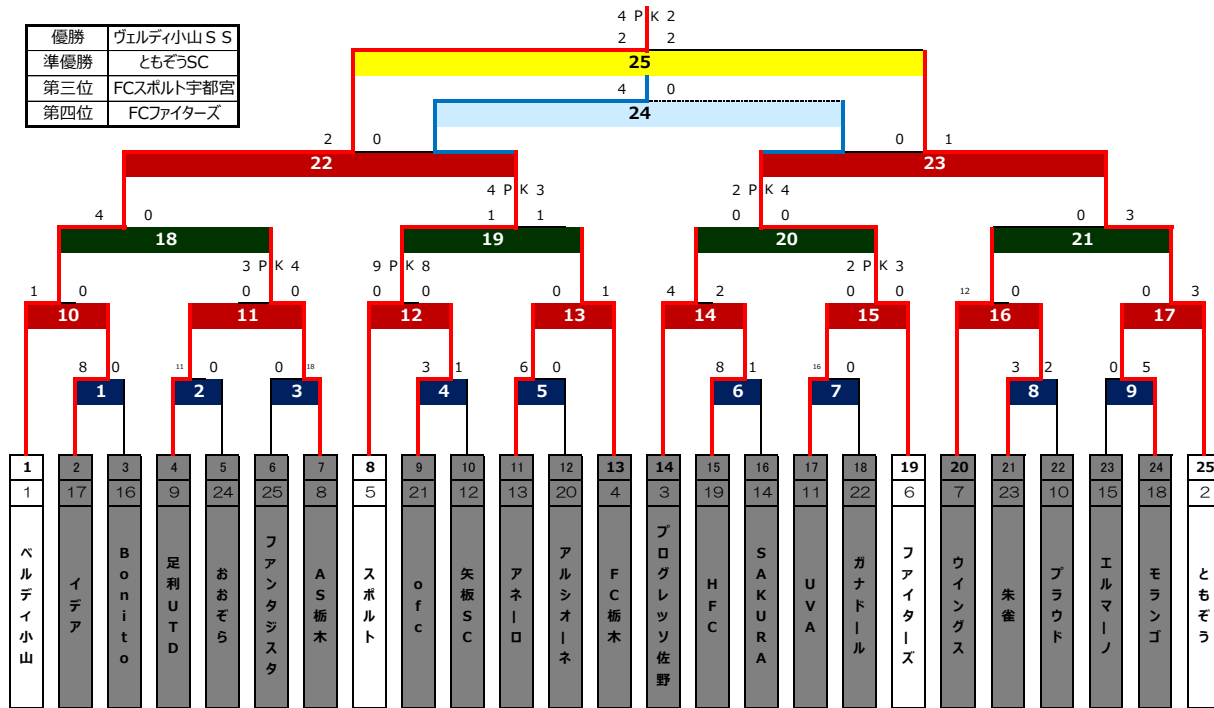 4 P K 2
2 2
優勝 ヴェルディ小山ＳＳ
準優勝 ともぞうSC
第三位 FCスポルト宇都宮
第四位 FCファイターズ
25
4 0
24
2 0 0 1
22 23
4 P K 3 2 P K 4
4 0 1 1 0 0 0 3
18 19 20 21
3 P K 4 9 P K 8 2 P K 3
1 0 0 0 0 0 0 1 4 2 0 0 12 0 0 3
10 11 12 13 14 15 16 17
8 0 11 0 0 18 3 1 6 0 8 1 16 0 3 2 0 5
1 2 3 4 5 6 7 8 9
1 2 3 4 5 6 7 8 9 10 11 12 13 14 15 16 17 18 19 20 21 22 23 24 25
1 17 16 9 24 25 8 5 21 12 13 20 4 3 19 14 11 22 6 7 23 10 15 18 2
ベルディ小山
イデア
Bonito
足利UTD
おおぞら
ファンタジスタ
AS栃木
スポルト
ofc
矢板SC
アネーロ
アルシオーネ
FC栃木
プログレッソ佐野
HFC
SAKURA
UVA
ガナドール
ファイターズ
ウイングス
朱雀
プラウド
エルマーノ
モランゴ
ともぞう